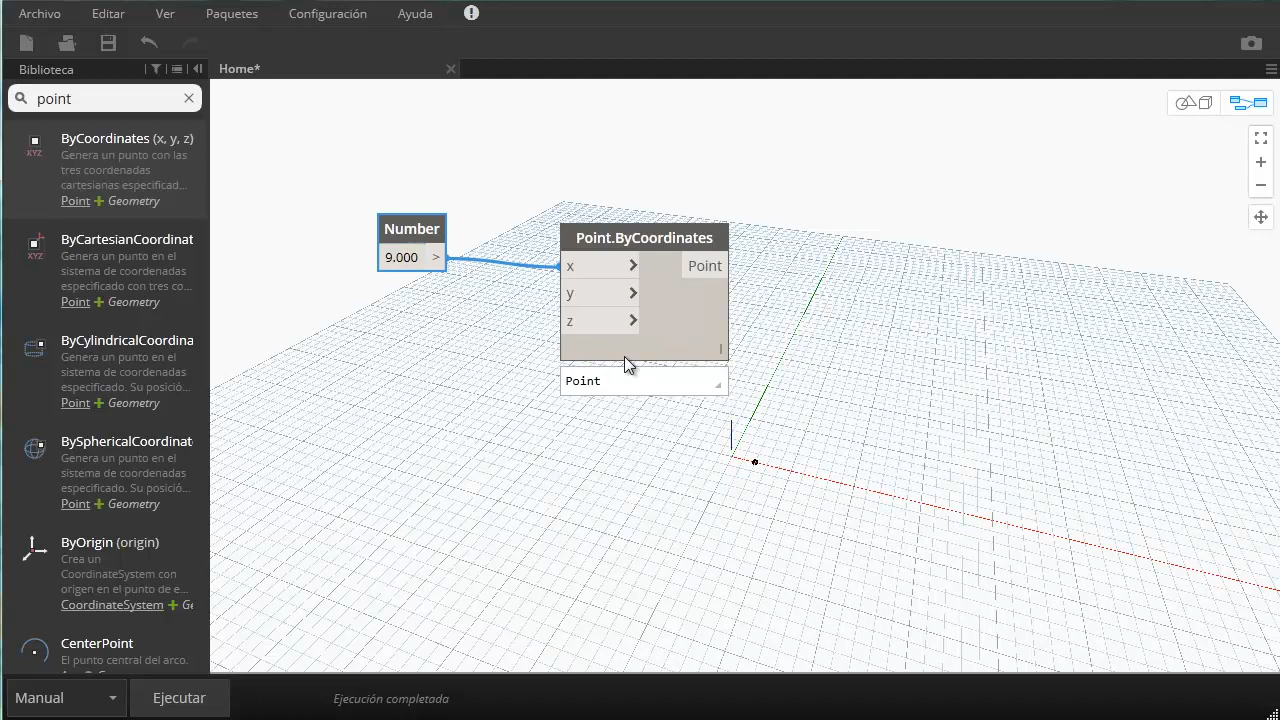 Archivo Editar Ver Paquetes Configuración Ayuda
Biblioteca
Home*
point
ByCoordinates (x, y, z)
Genera un punto con las
tres coordenadas
cartesianas especificad...
Point + Geometry
ByCartesianCoordinat
Genera un punto en el
sistema de coordenadas
especificado con tres co...
Point + Geometry
ByCylindricalCoordina
Genera un punto en el
sistema de coordenadas
especificado. Su posició...
Point + Geometry
BySphericalCoordinat
Genera un punto en el
sistema de coordenadas
especificado. Su posició...
Point + Geometry
ByOrigin (origin)
Crea un
CoordinateSystem con
origen en el punto de e...
CoordinateSystem + Ge
CenterPoint
El punto central del arco.
Number
9.000 >
Point.ByCoordinates
x
Point
y
z
Point
XYZ
XYZ
Manual
Ejecutar
Ejecución completada